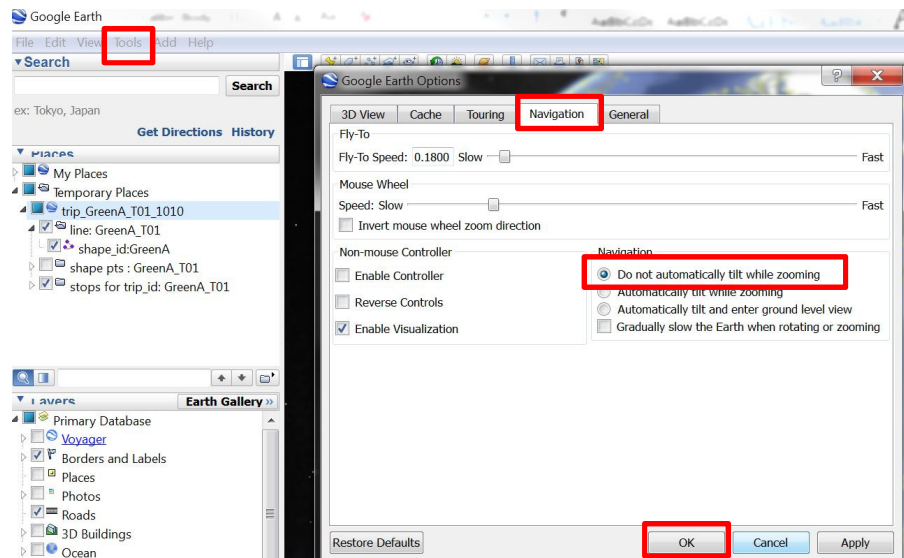 Google Earth
File Edit View Tools Add Help
Search
Search
ex: Tokyo, Japan
Get Directions History
Places
My Places
Temporary Places
trip_GreenA_T01_1010
line: GreenA_T01
shape_id:GreenA
shape pts : GreenA_T01
stops for trip_id: GreenA_T01
Layers
Earth Gallery »
Primary Database
Voyager
Borders and Labels
Places
Photos
Roads
3D Buildings
Ocean
Google Earth Options
3D View Cache Touring Navigation General
Fly-To
Fly-To Speed: 0.1800 Slow Fast
Mouse Wheel
Speed: Slow Fast
Invert mouse wheel zoom direction
Non-mouse Controller
Enable Controller
Reverse Controls
Enable Visualization
Navigation
Do not automatically tilt while zooming
Automatically tilt while zooming
Automatically tilt and enter ground level view
Gradually slow the Earth when rotating or zooming
Restore Defaults OK Cancel Apply